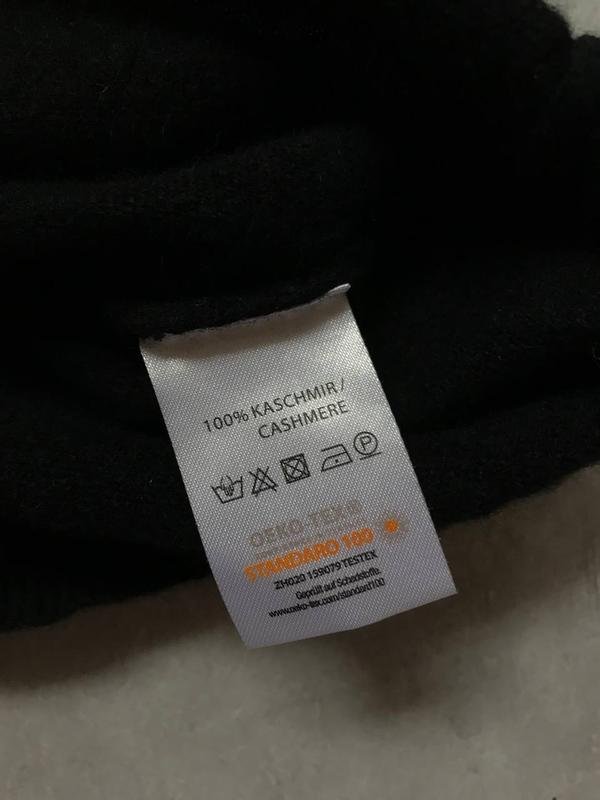 100% KASCHMIR /
CASHMERE
P
OEKO-TEX®
STANDARD 100
ZH020 159079 TESTEX
Geprüft auf Schadstoffe.
www.oeko-tex.com/standard100